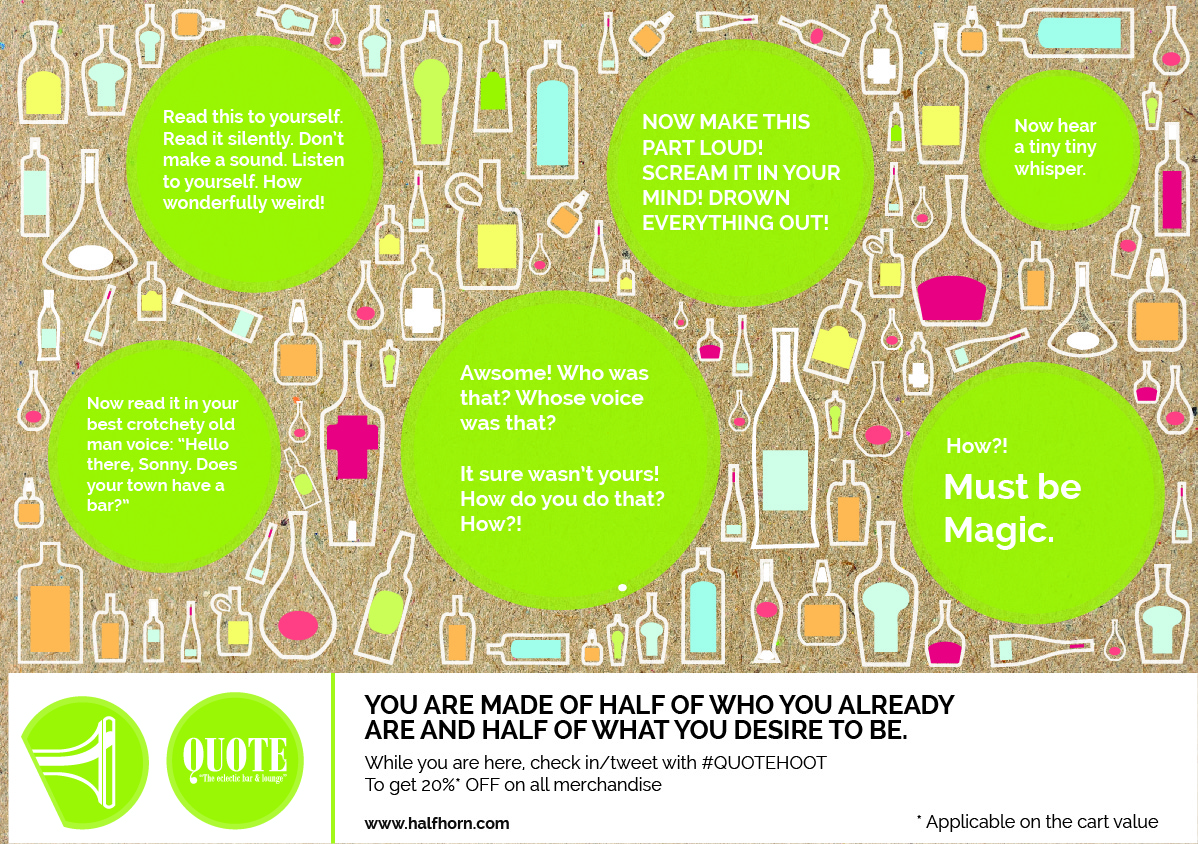 Read this to yourself.
Read it silently. Don't
make a sound. Listen
to yourself. How
wonderfully weird!
NOW MAKE THIS
PART LOUD!
SCREAM IT IN YOUR
MIND! DROWN
EVERYTHING OUT!
Now hear
a tiny tiny
whisper.
Now read it in your
best crotchety old
man voice: "Hello
there, Sonny. Does
your town have a
bar?"
Awsome! Who was
that? Whose voice
was that?
It sure wasn't yours!
How do you do that?
How?!
How?!
Must be
Magic.
QUOTE
"The eclectic bar & lounge"
YOU ARE MADE OF HALF OF WHO YOU ALREADY
ARE AND HALF OF WHAT YOU DESIRE TO BE.
While you are here, check in/tweet with #QUOTEHOOT
To get 20%* OFF on all merchandise
www.halfhorn.com
* Applicable on the cart value